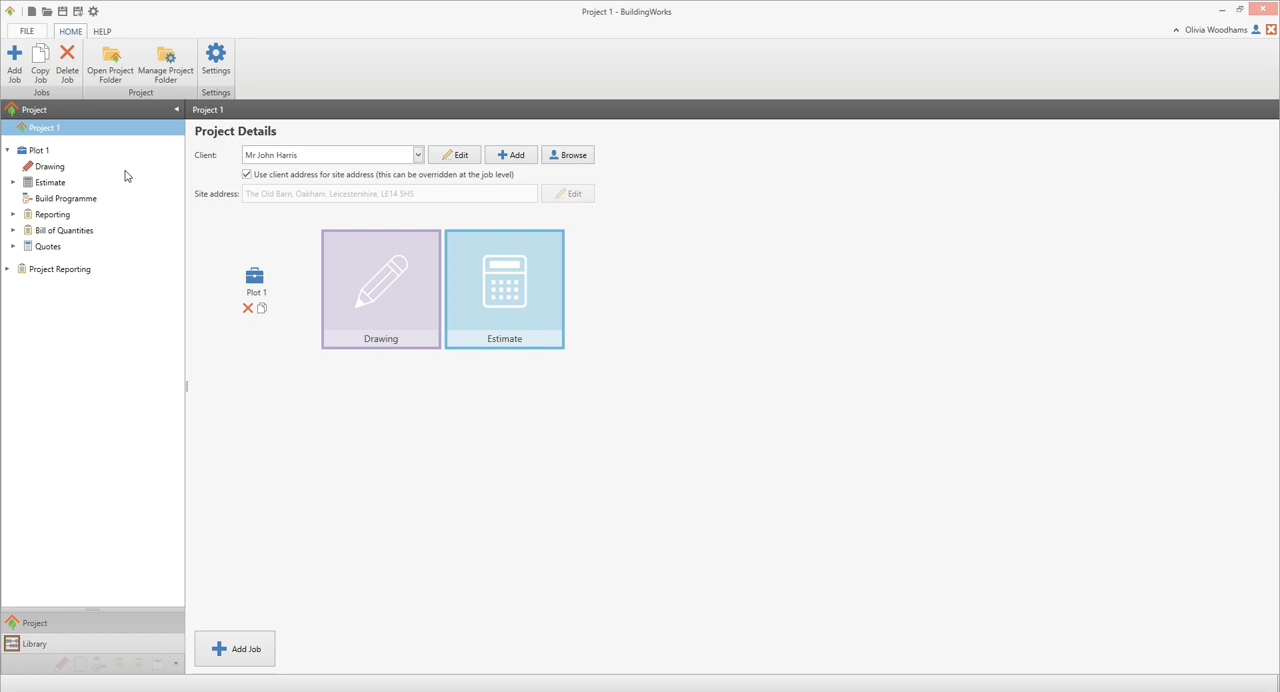 Project 1 - BuildingWorks
FILE HOME HELP
Olivia Woodhams
Add Job
Copy Job
Delete Job
Open Project Folder
Manage Project Folder
Settings
Jobs
Project
Settings
Project
Project 1
Project 1
Plot 1
Drawing
Estimate
Build Programme
Reporting
Bill of Quantities
Quotes
Project Reporting
Project Details
Client: Mr John Harris Edit Add Browse
Use client address for site address (this can be overridden at the job level)
Site address: The Old Barn, Oakham, Leicestershire, LE14 5HS Edit
Plot 1
Drawing
Estimate
Add Job
Project
Library